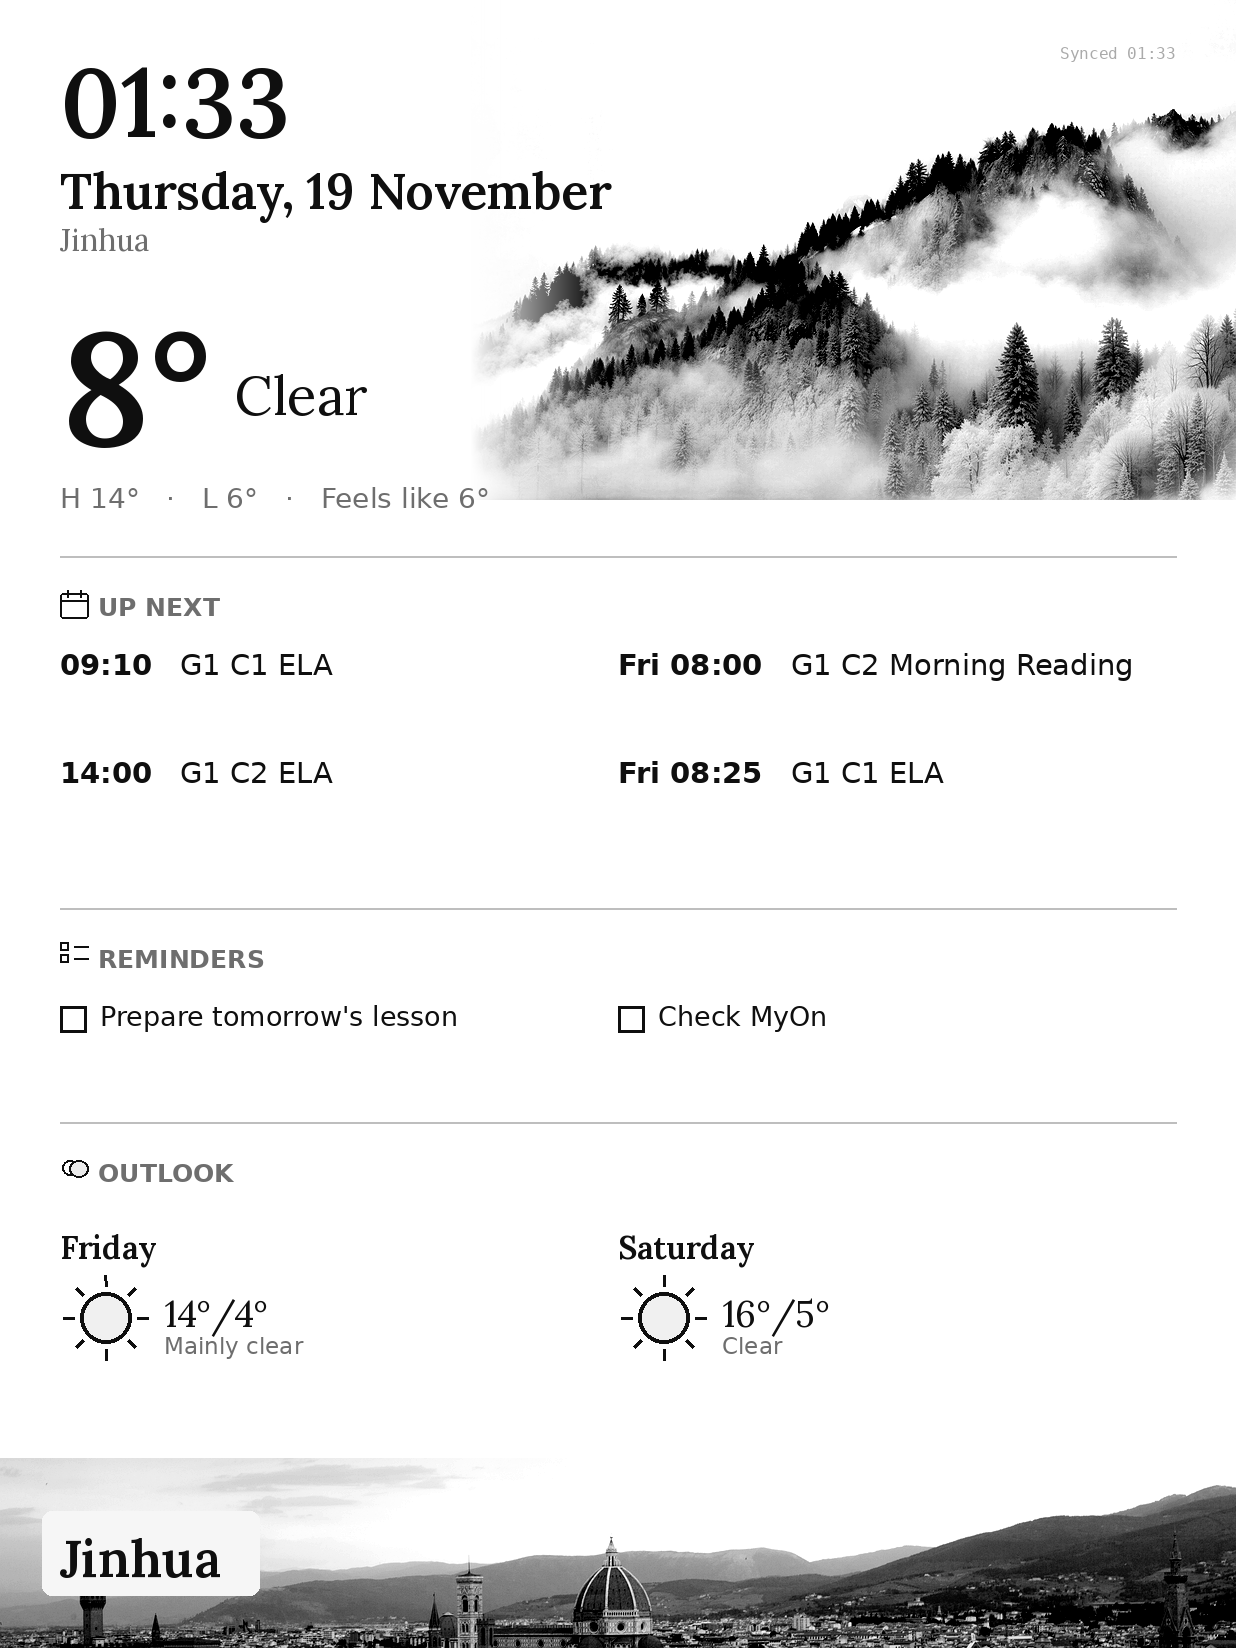 Synced 01:33
01:33
Thursday, 19 November
Jinhua
8° Clear
H 14° · L 6° · Feels like 6°
UP NEXT
09:10 G1 C1 ELA
Fri 08:00 G1 C2 Morning Reading
14:00 G1 C2 ELA
Fri 08:25 G1 C1 ELA
REMINDERS
Prepare tomorrow's lesson
Check MyOn
OUTLOOK
Friday
14°/4°
Mainly clear
Saturday
16°/5°
Clear
Jinhua